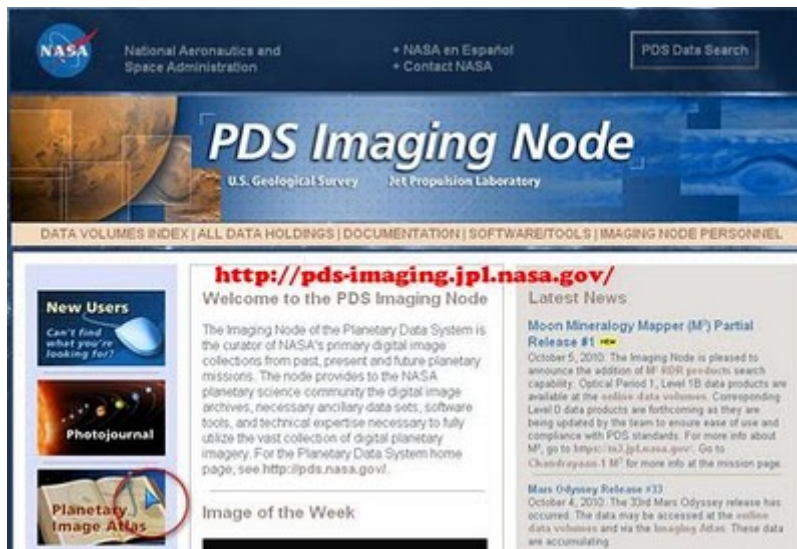 NASA
National Aeronautics and
Space Administration
+ NASA en Español
+ Contact NASA
PDS Data Search
PDS Imaging Node
U.S. Geological Survey Jet Propulsion Laboratory
DATA VOLUMES INDEX | ALL DATA HOLDINGS | DOCUMENTATION | SOFTWARE/TOOLS | IMAGING NODE PERSONNEL
http://pds-imaging.jpl.nasa.gov/
New Users
Can't find
what you're
looking for?
Photojournal
Planetary
Image Atlas
Welcome to the PDS Imaging Node
The Imaging Node of the Planetary Data System is
the curator of NASA's primary digital image
collections from past, present and future planetary
missions. The node provides to the NASA
planetary science community the digital image
archives, necessary ancillary data sets, software
tools, and technical expertise necessary to fully
utilize the vast collection of digital planetary
imagery. For the Planetary Data System home
page, see http://pds.nasa.gov/.
Image of the Week
Latest News
Moon Mineralogy Mapper (M³) Partial
Release #1 NEW
October 5, 2010: The Imaging Node is pleased to
announce the addition of M³ RDR products search
capability. Optical Period 1, Level 1B data products are
available at the online data volumes. Corresponding
Level 0 data products are forthcoming as they are
being updated by the team to ensure ease of use and
compliance with PDS standards. For more info about
M³, go to https://m3.jpl.nasa.gov/. Go to
Chandrayaan-1 M³ for more info at the mission page.
Mars Odyssey Release #33
October 4, 2010: The 33rd Mars Odyssey release has
occurred. The data may be accessed at the online
data volumes and via the Imaging Atlas. These data
are accumulating.